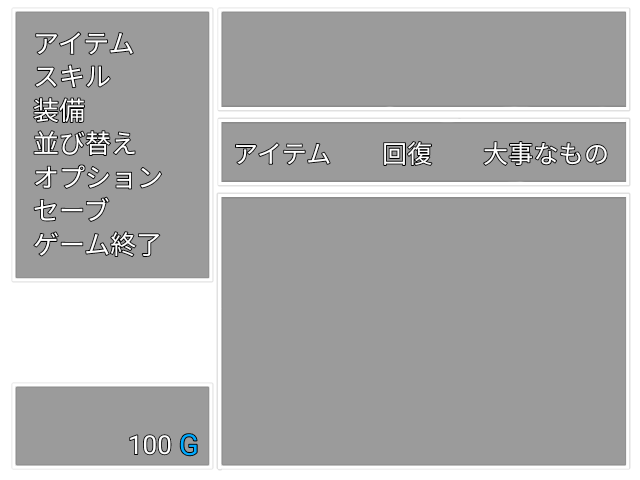 アイテム
スキル
装備
並び替え
オプション
セーブ
ゲーム終了
アイテム 回復 大事なもの
100 G